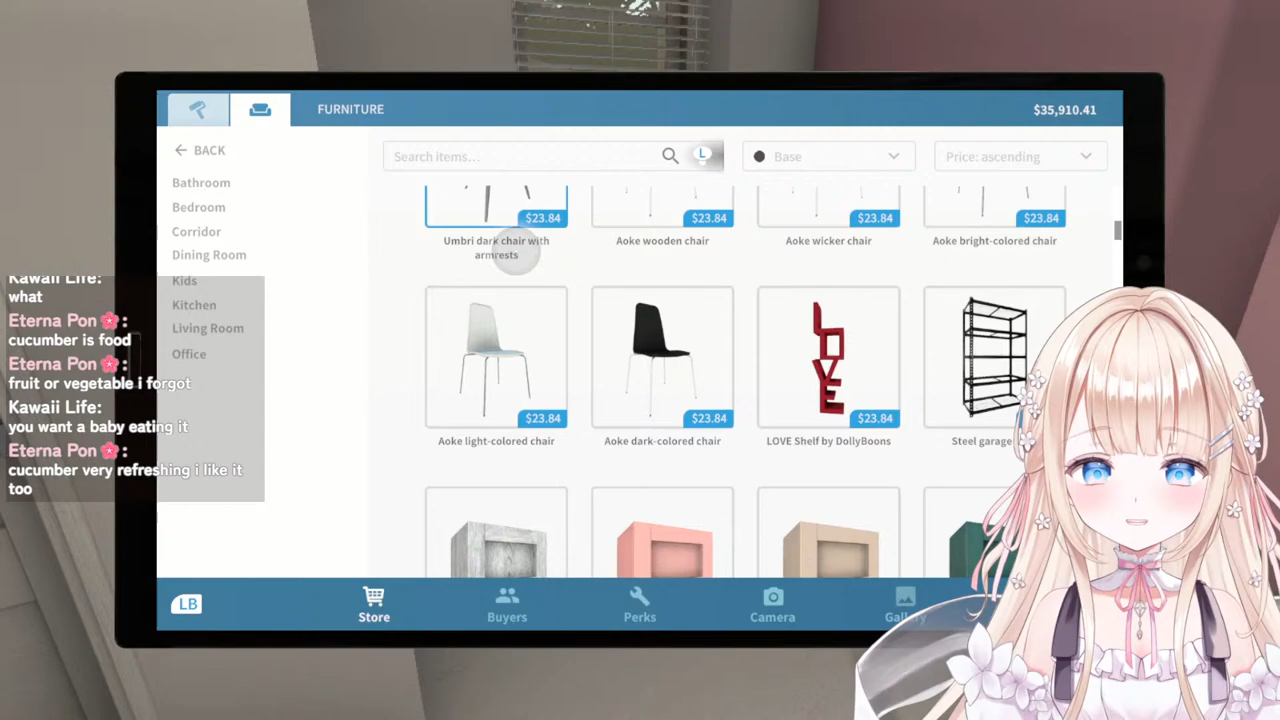 FURNITURE
$35,910.41
BACK
Search items...
L
Base
Price: ascending
Bathroom
Bedroom
Corridor
Dining Room
Kids
Kitchen
Living Room
Office
$23.84
$23.84
$23.84
$23.84
Umbri dark chair with
armrests
Aoke wooden chair
Aoke wicker chair
Aoke bright-colored chair
LOVE
$23.84
$23.84
$23.84
Aoke light-colored chair
Aoke dark-colored chair
LOVE Shelf by DollyBoons
Steel garage
Kawaii Life:
what
Eterna Pon🌸:
cucumber is food
Eterna Pon🌸:
fruit or vegetable i forgot
Kawaii Life:
you want a baby eating it
Eterna Pon🌸:
cucumber very refreshing i like it
too
LB
Store
Buyers
Perks
Camera
Gallery